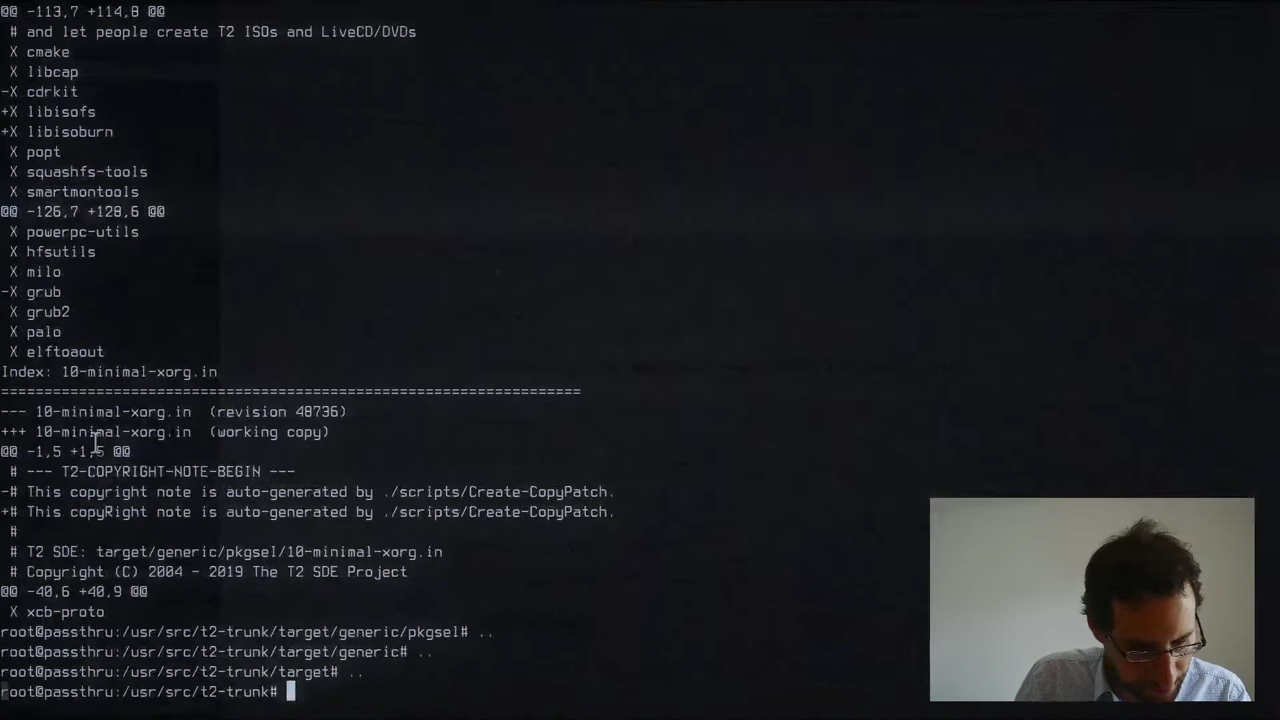 @@ -113,7 +114,8 @@
 # and let people create T2 ISOs and LiveCD/DVDs
 X cmake
 X libcap
-X cdrkit
+X libisofs
+X libisoburn
 X popt
 X squashfs-tools
 X smartmontools
@@ -126,7 +128,6 @@
 X powerpc-utils
 X hfsutils
 X milo
-X grub
 X grub2
 X palo
 X elftoaout
Index: 10-minimal-xorg.in
===================================================================
--- 10-minimal-xorg.in  (revision 48736)
+++ 10-minimal-xorg.in  (working copy)
@@ -1,5 +1,5 @@
 # --- T2-COPYRIGHT-NOTE-BEGIN ---
-# This copyright note is auto-generated by ./scripts/Create-CopyPatch.
+# This copyRight note is auto-generated by ./scripts/Create-CopyPatch.
 #
 # T2 SDE: target/generic/pkgsel/10-minimal-xorg.in
 # Copyright (C) 2004 - 2019 The T2 SDE Project
@@ -40,6 +40,9 @@
 X xcb-proto
root@passthru:/usr/src/t2-trunk/target/generic/pkgsel# ..
root@passthru:/usr/src/t2-trunk/target/generic# ..
root@passthru:/usr/src/t2-trunk/target# ..
root@passthru:/usr/src/t2-trunk#